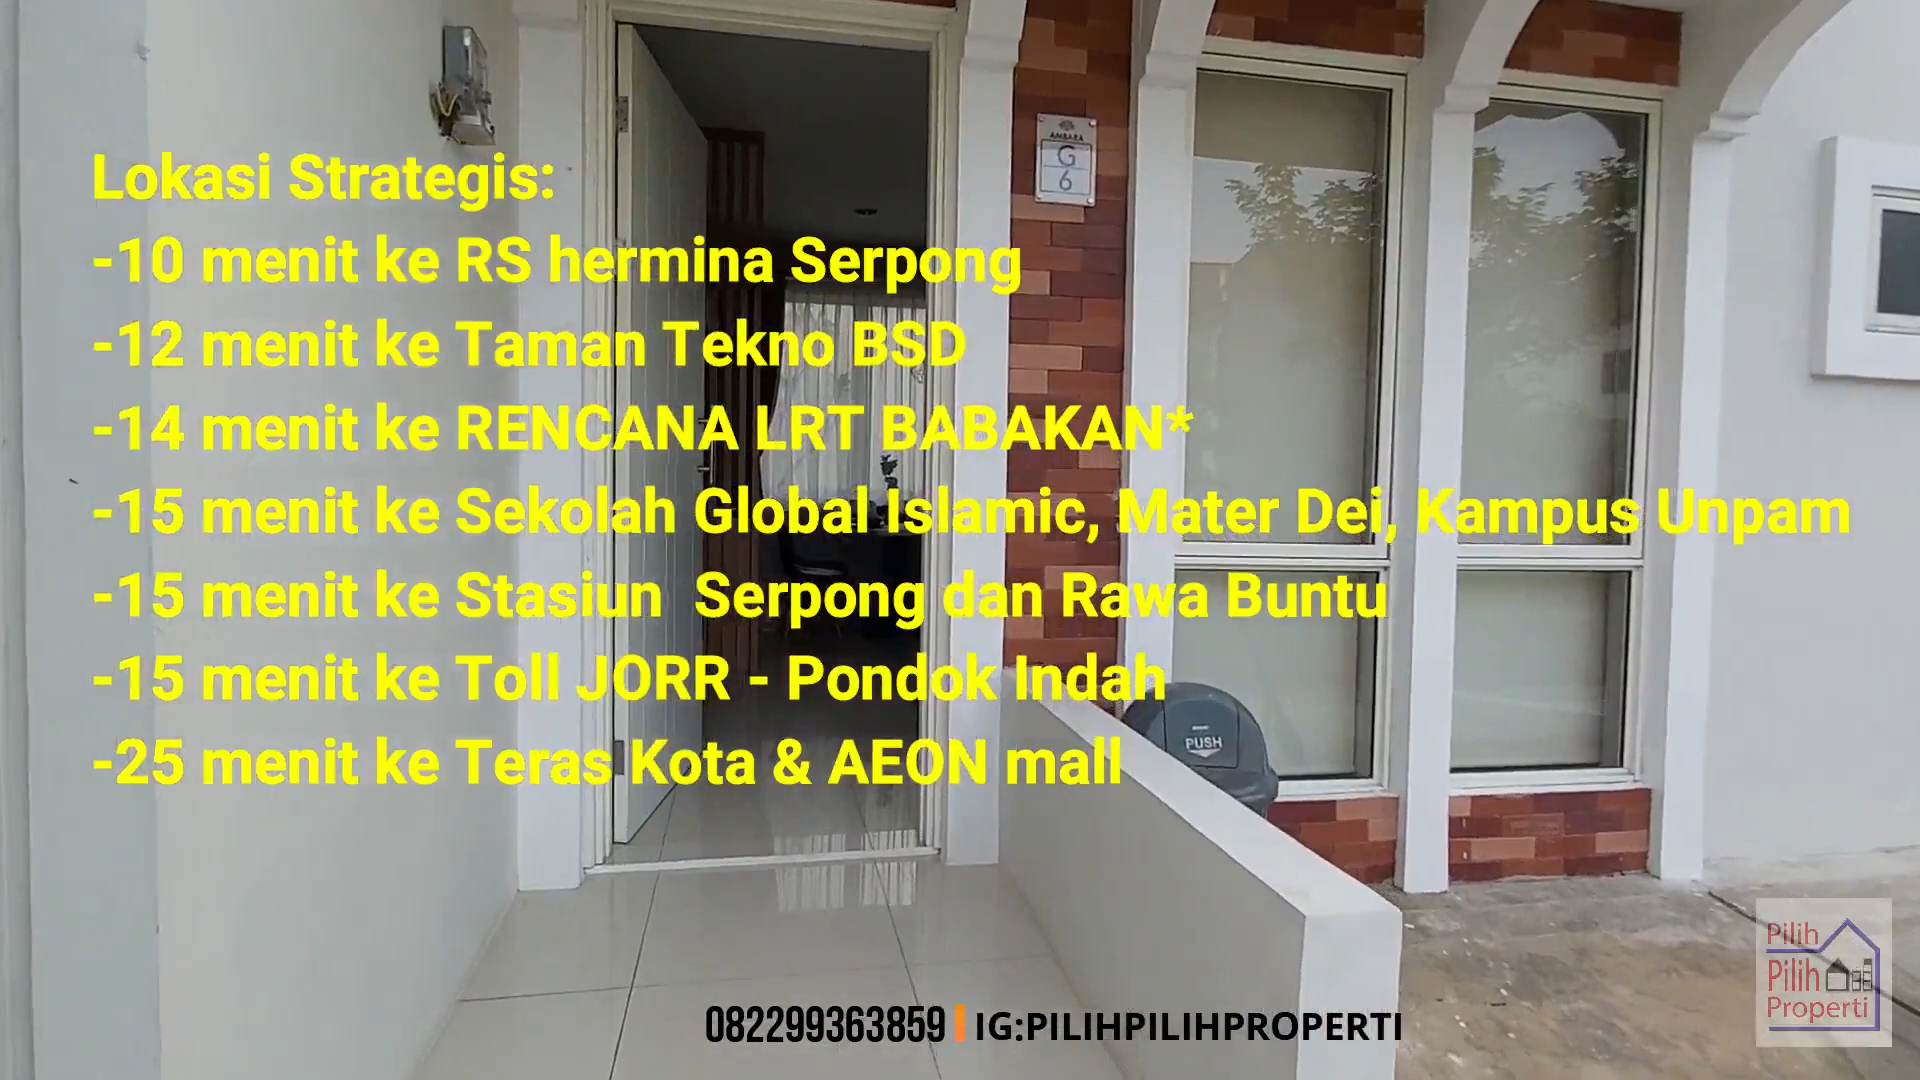 Lokasi Strategis:
-10 menit ke RS hermina Serpong
-12 menit ke Taman Tekno BSD
-14 menit ke RENCANA LRT BABAKAN*
-15 menit ke Sekolah Global Islamic, Mater Dei, Kampus Unpam
-15 menit ke Stasiun  Serpong dan Rawa Buntu
-15 menit ke Toll JORR - Pondok Indah
-25 menit ke Teras Kota & AEON mall
AMBARA
G
6
PUSH
Pilih
Pilih
Properti
082299363859 | IG:PILIHPILIHPROPERTI